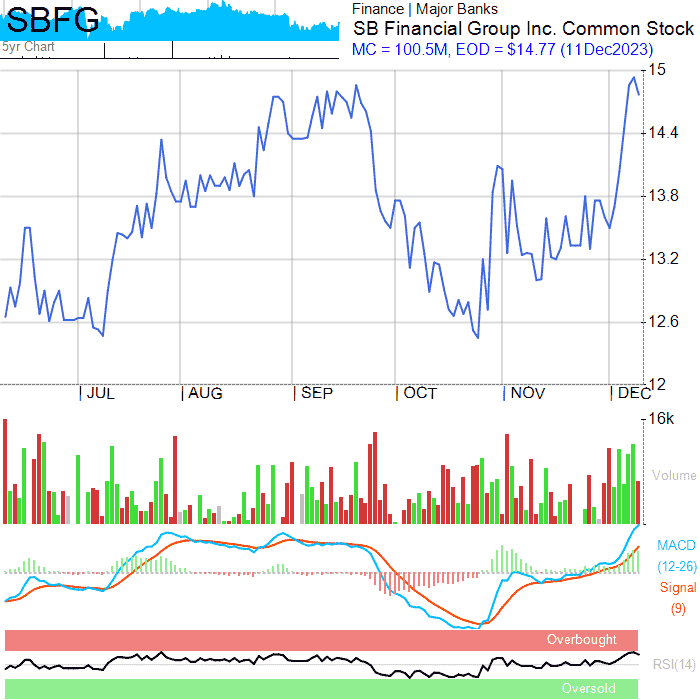 SBFG
5yr Chart
Finance | Major Banks
SB Financial Group Inc. Common Stock
MC = 100.5M, EOD = $14.77 (11Dec2023)
15
14.4
13.8
13.2
12.6
12
| JUL | AUG | SEP | OCT | NOV | DEC
16k
Volume
MACD
(12-26)
Signal
(9)
Overbought
RSI(14)
Oversold